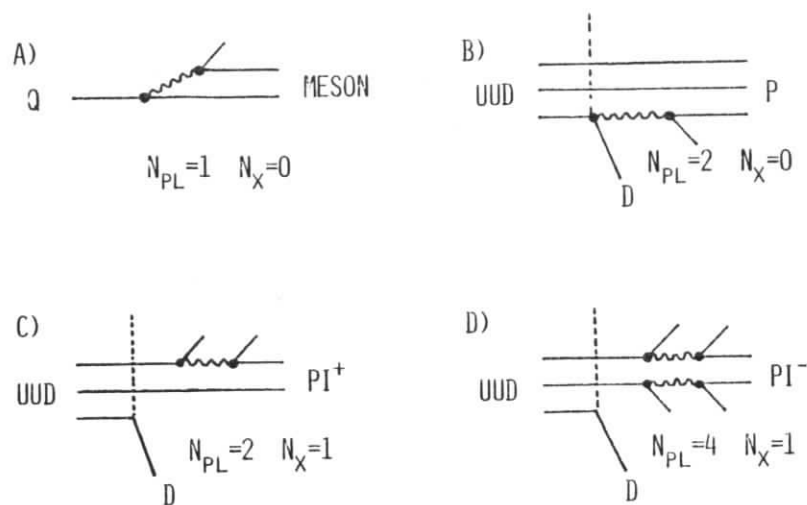 A)
Q
MESON
N_PL=1 N_X=0
B)
UUD
P
N_PL=2 N_X=0
D
C)
UUD
PI⁺
N_PL=2 N_X=1
D
D)
UUD
PI⁻
N_PL=4 N_X=1
D